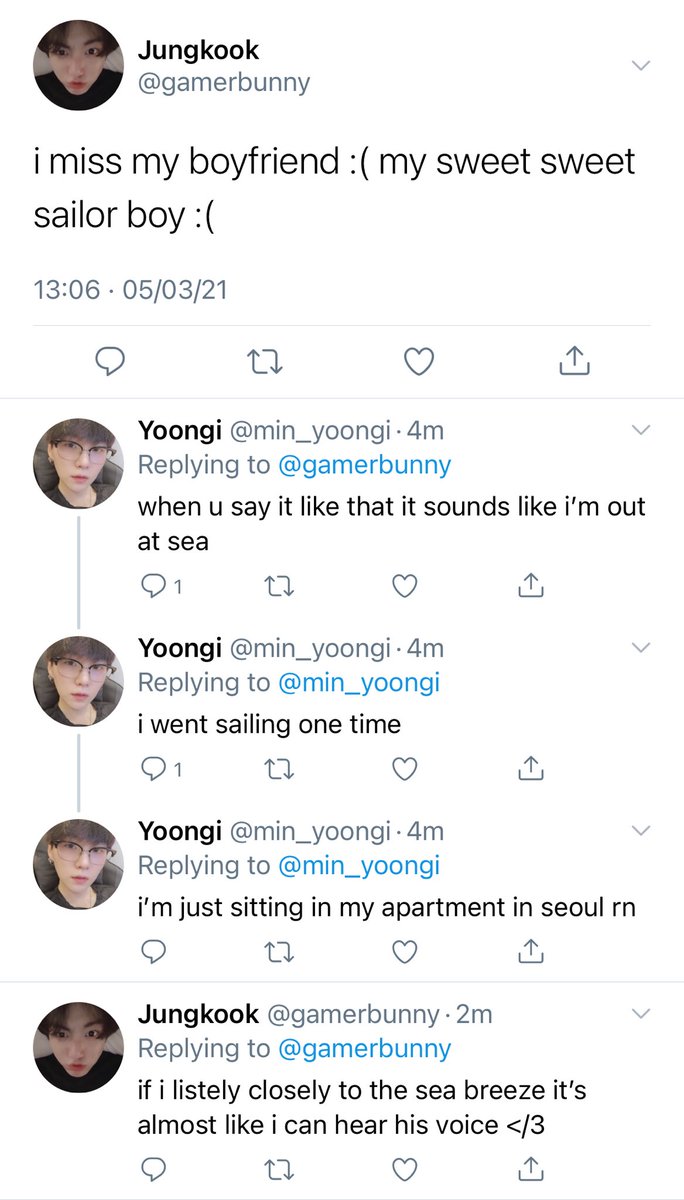 Jungkook
@gamerbunny
i miss my boyfriend :( my sweet sweet
sailor boy :(
13:06 · 05/03/21
Yoongi @min_yoongi · 4m
Replying to @gamerbunny
when u say it like that it sounds like i’m out
at sea
1
Yoongi @min_yoongi · 4m
Replying to @min_yoongi
i went sailing one time
1
Yoongi @min_yoongi · 4m
Replying to @min_yoongi
i’m just sitting in my apartment in seoul rn
Jungkook @gamerbunny · 2m
Replying to @gamerbunny
if i listely closely to the sea breeze it’s
almost like i can hear his voice </3